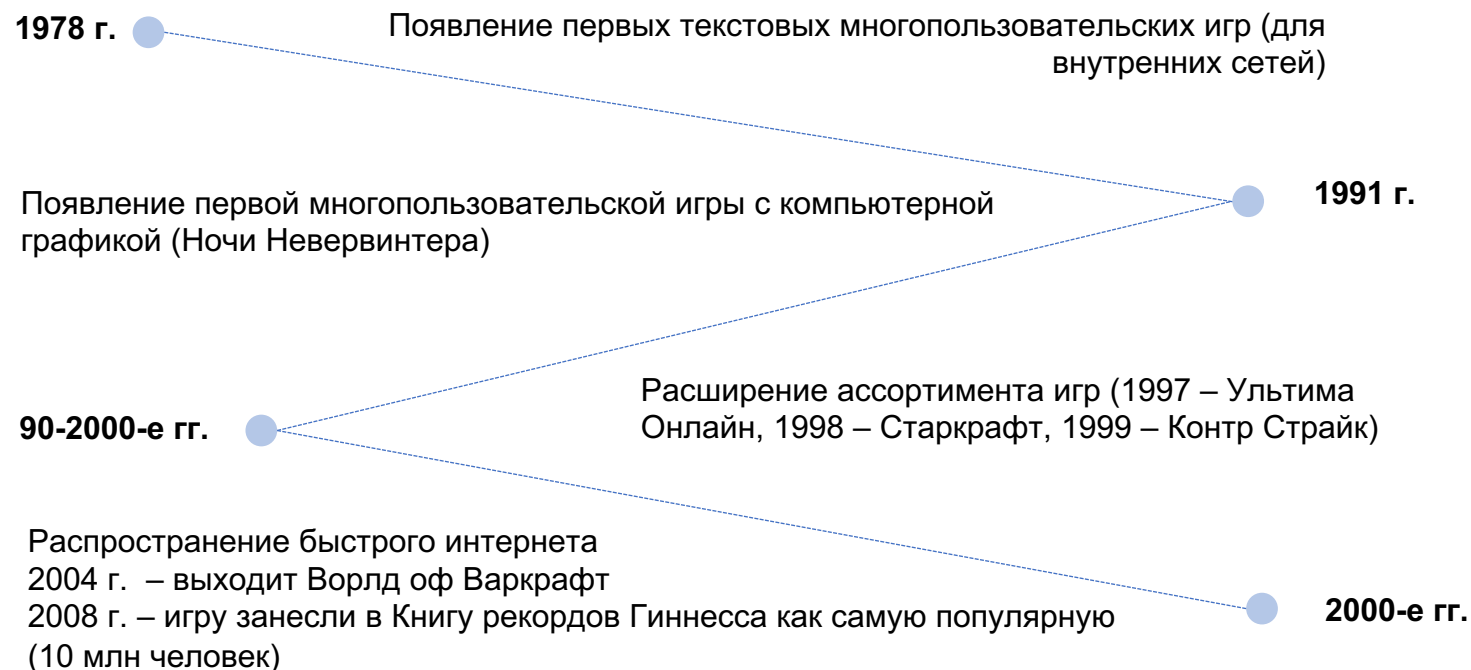 1978 г.
Появление первых текстовых многопользовательских игр (для
внутренних сетей)
1991 г.
Появление первой многопользовательской игры с компьютерной
графикой (Ночи Невервинтера)
90-2000-е гг.
Расширение ассортимента игр (1997 – Ультима
Онлайн, 1998 – Старкрафт, 1999 – Контр Страйк)
Распространение быстрого интернета
2004 г. – выходит Ворлд оф Варкрафт
2008 г. – игру занесли в Книгу рекордов Гиннесса как самую популярную
(10 млн человек)
2000-е гг.